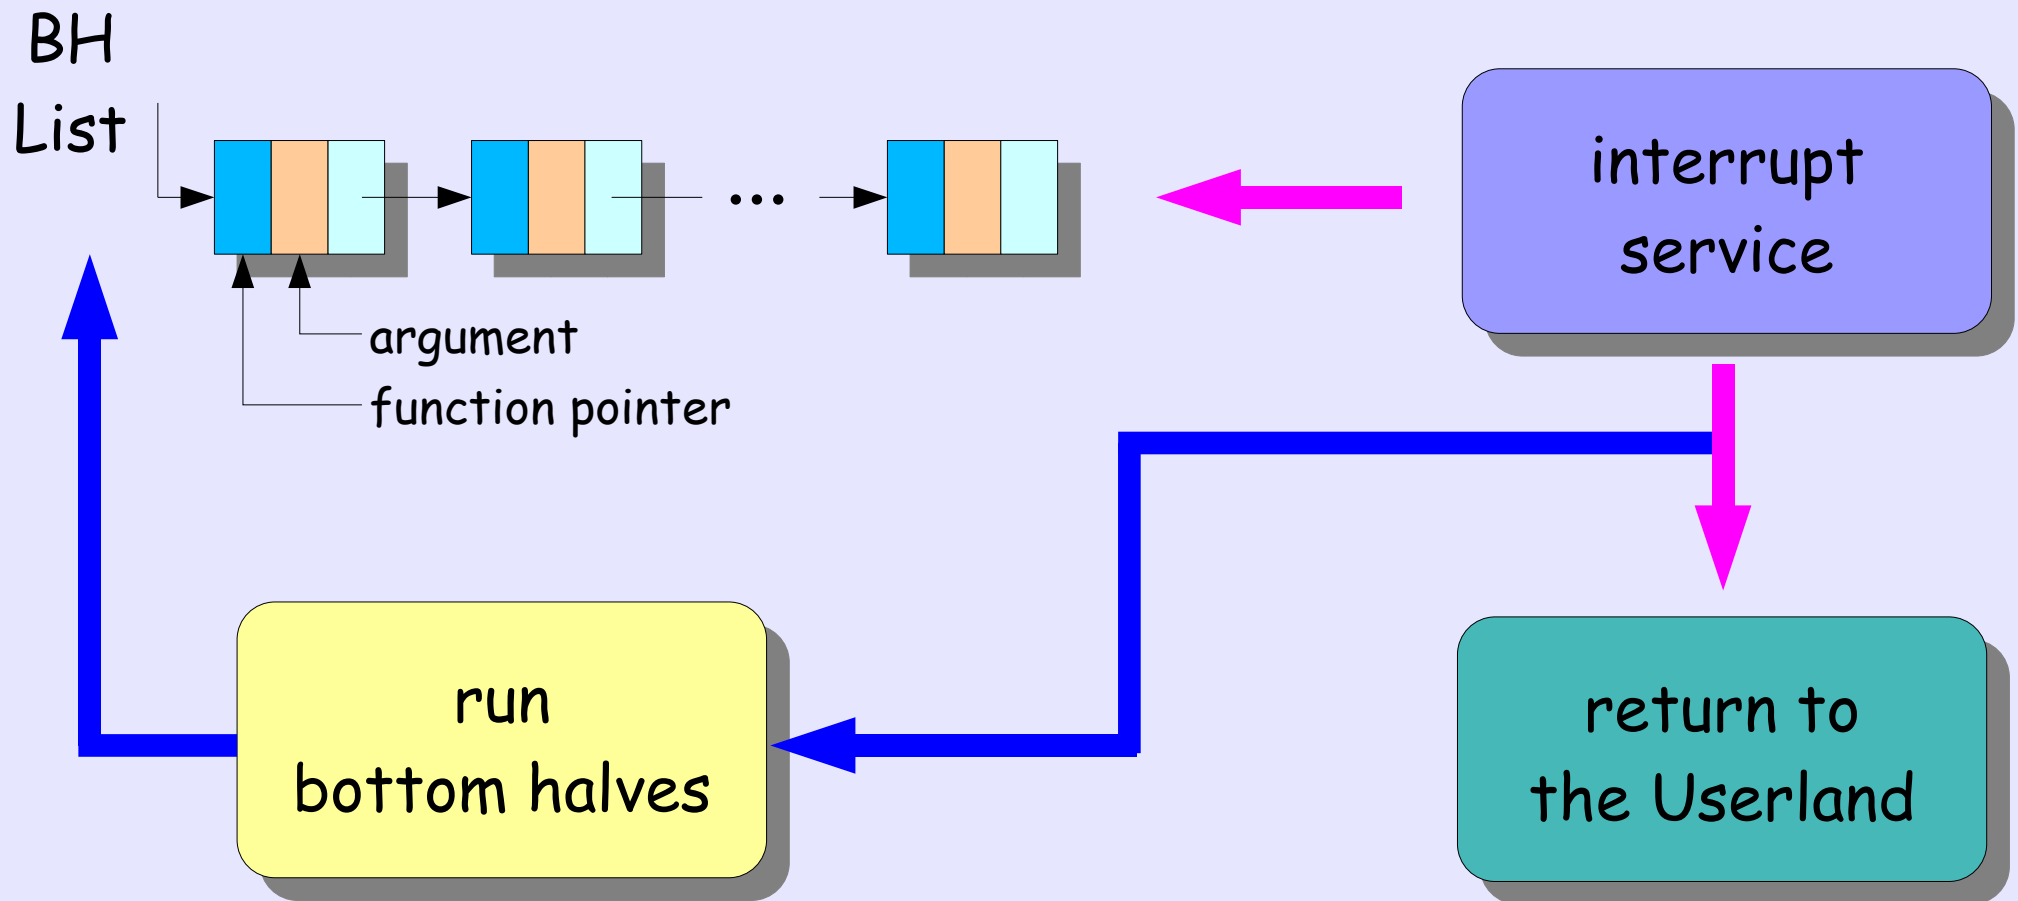 BH
List
...
interrupt
service
argument
function pointer
run
bottom halves
return to
the Userland